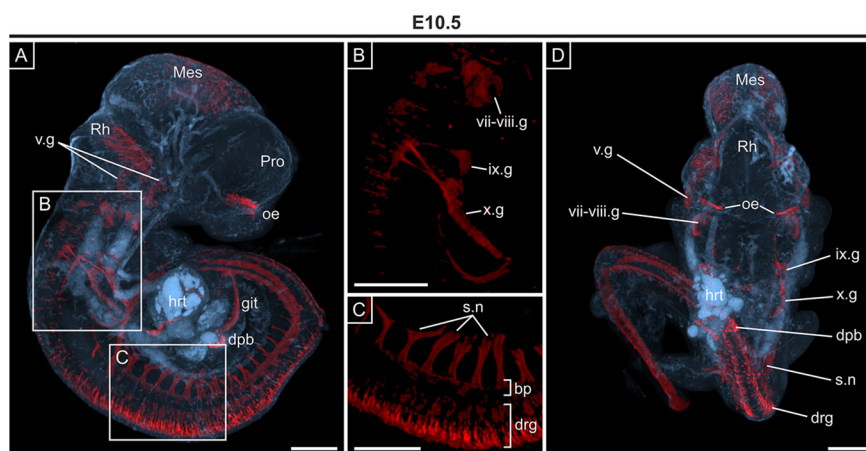 E10.5
A
Mes
Rh
v.g
Pro
oe
B
hrt
git
dpb
C
B
vii-viii.g
ix.g
x.g
C
s.n
bp
drg
D
Mes
Rh
v.g
oe
vii-viii.g
ix.g
hrt
x.g
dpb
s.n
drg